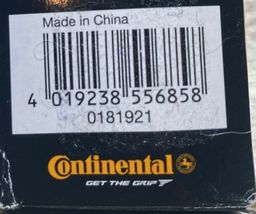 Made in China
4 019238 556858
0181921
Continental
GET THE GRIP